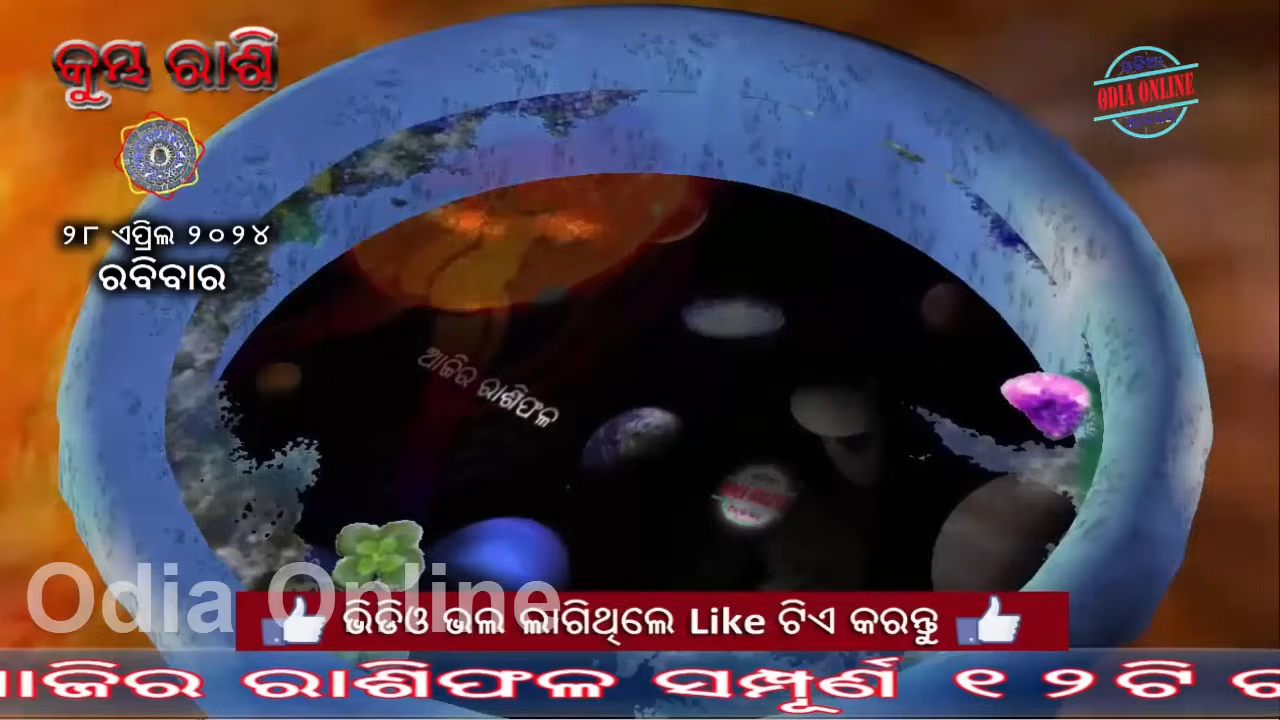 କୁମ୍ଭ ରାଶି
ODIA ONLINE
୨୮ ଏପ୍ରିଲ ୨୦୨୪
ରବିବାର
ଆଜିର ରାଶିଫଳ
Odia Online
ଭିଡିଓ ଭଲ ଲାଗିଥିଲେ Like ଟିଏ କରନ୍ତୁ
ରାଶିଫଳ ସମ୍ପୂର୍ଣ ୧୨ଟି